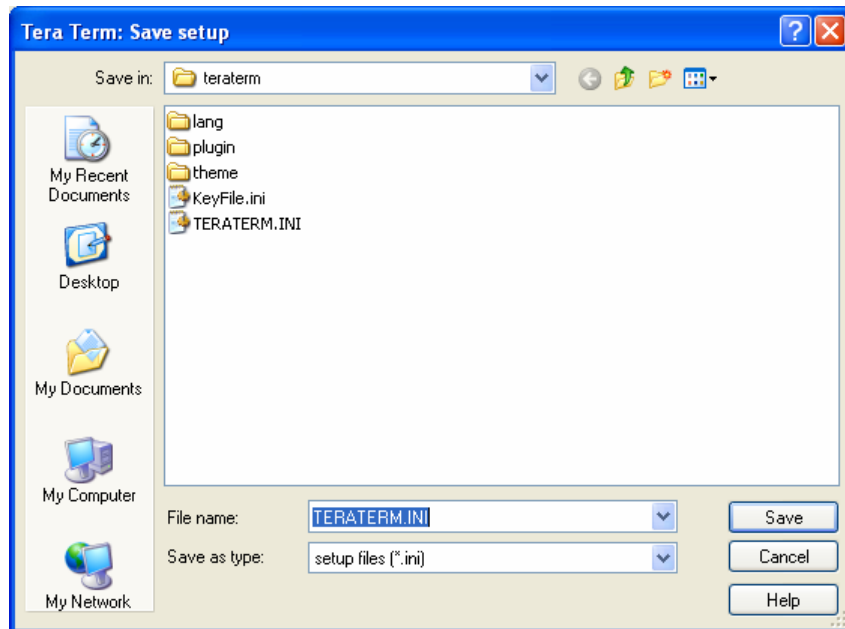 Tera Term: Save setup
Save in:
teraterm
My Recent
Documents
Desktop
My Documents
My Computer
My Network
lang
plugin
theme
KeyFile.ini
TERATERM.INI
File name:
TERATERM.INI
Save
Save as type:
setup files (*.ini)
Cancel
Help